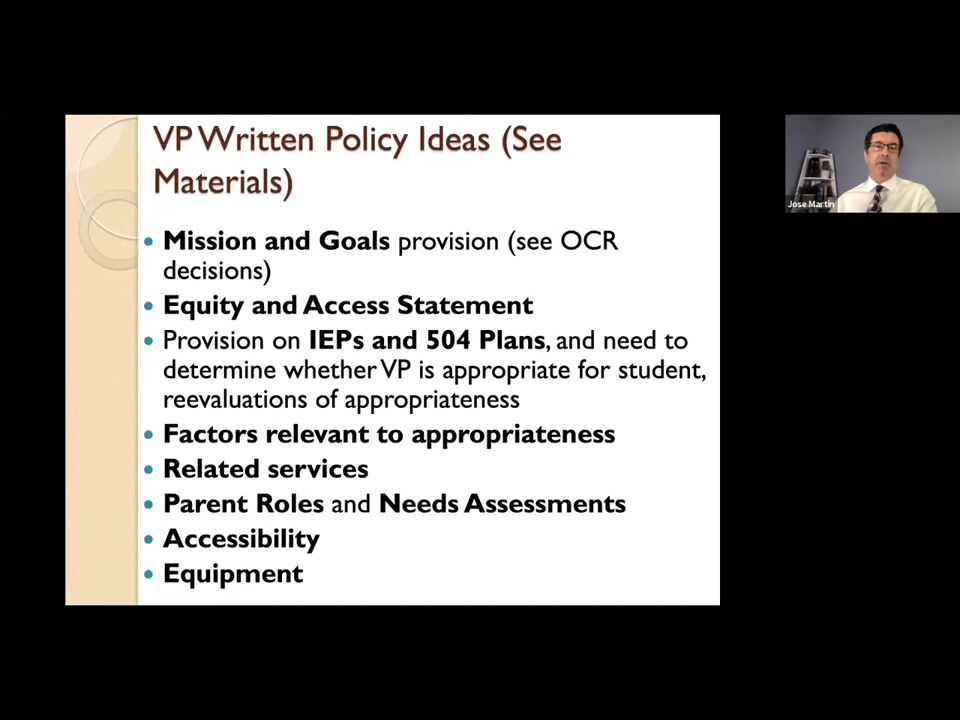 VP Written Policy Ideas (See
Materials)
• Mission and Goals provision (see OCR
decisions)
• Equity and Access Statement
• Provision on IEPs and 504 Plans, and need to
determine whether VP is appropriate for student,
reevaluations of appropriateness
• Factors relevant to appropriateness
• Related services
• Parent Roles and Needs Assessments
• Accessibility
• Equipment
Jose Martin